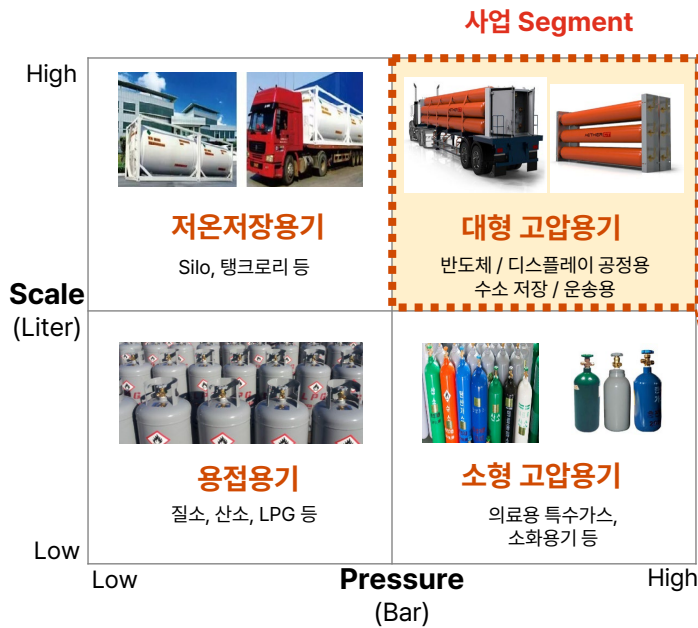 사업 Segment
High
저온저장용기
Silo, 탱크로리 등
대형 고압용기
반도체 / 디스플레이 공정용
수소 저장 / 운송용
Scale
(Liter)
용접용기
질소, 산소, LPG 등
소형 고압용기
의료용 특수가스,
소화용기 등
Low
Low
Pressure
(Bar)
High